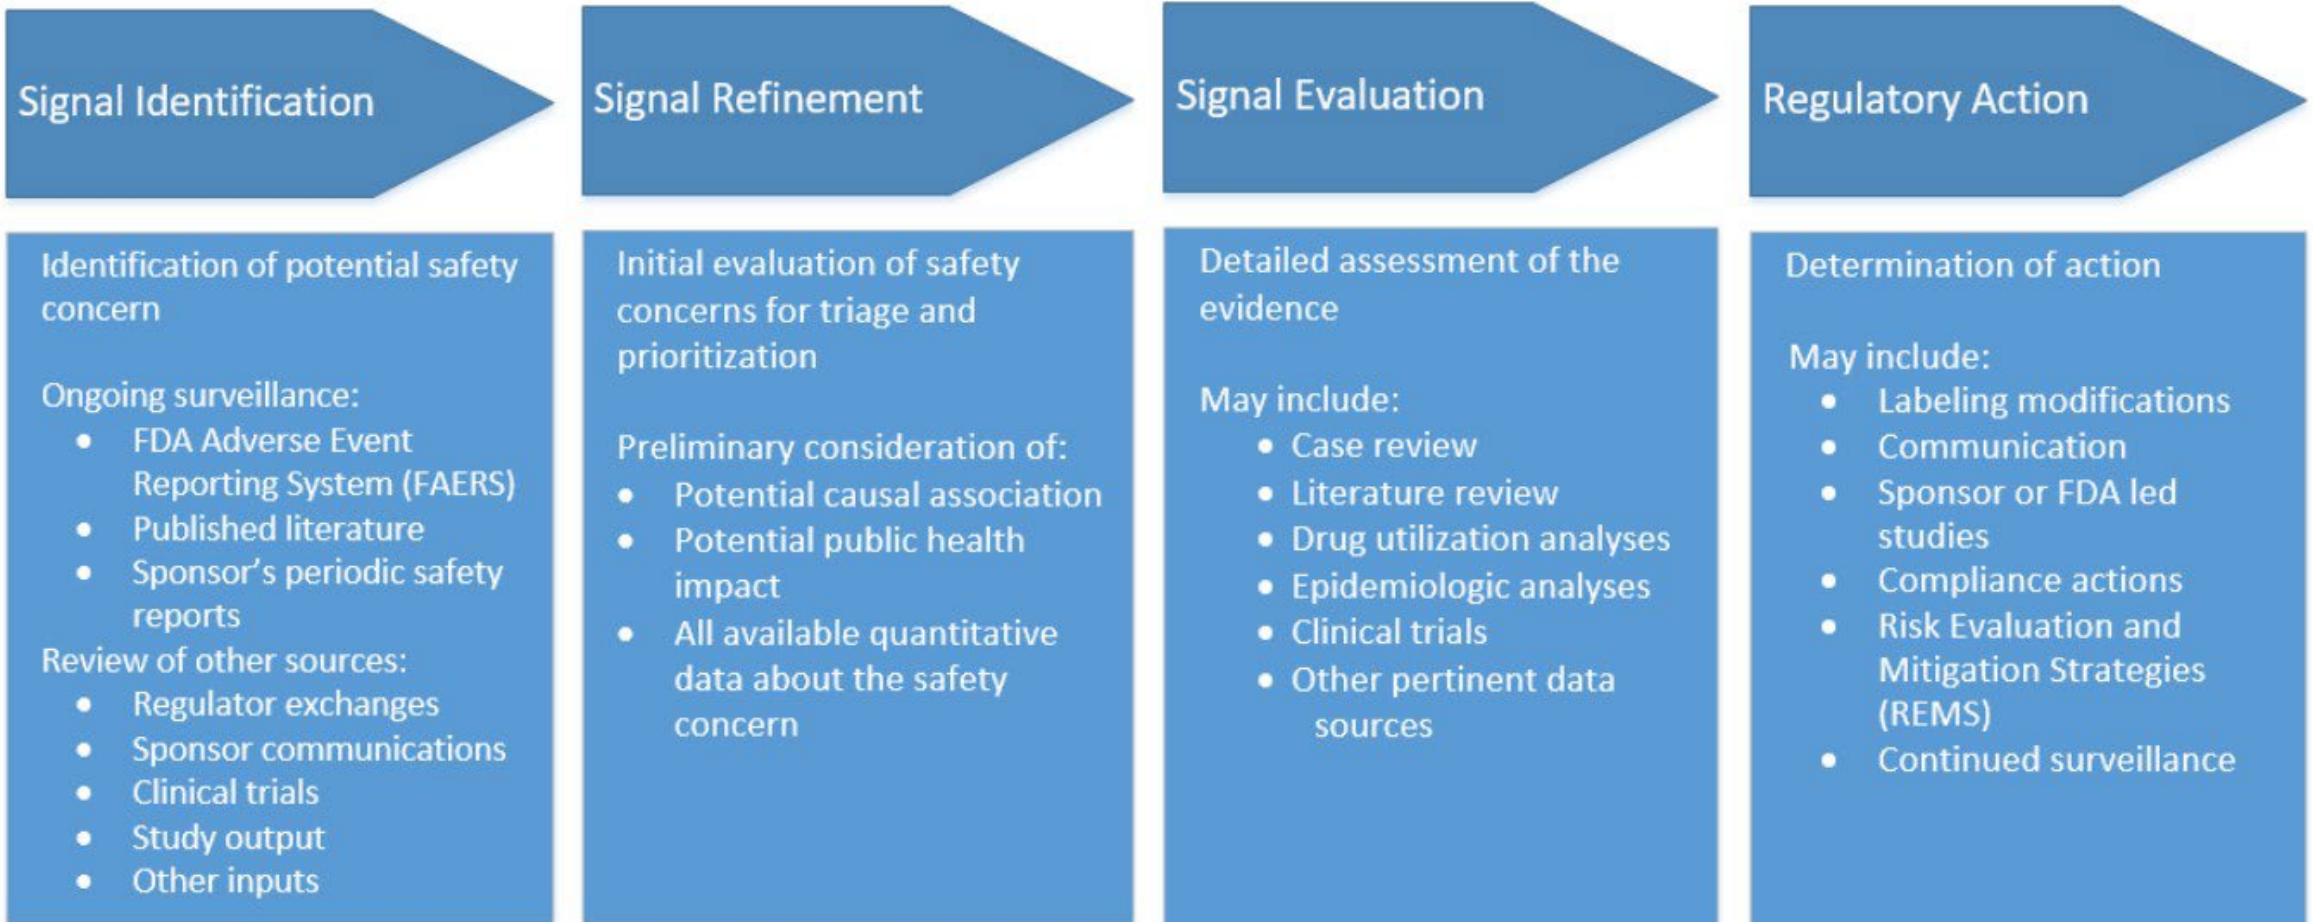 Signal Identification
Signal Refinement
Signal Evaluation
Regulatory Action
Identification of potential safety
concern
Ongoing surveillance:
• FDA Adverse Event
Reporting System (FAERS)
• Published literature
• Sponsor’s periodic safety
reports
Review of other sources:
• Regulator exchanges
• Sponsor communications
• Clinical trials
• Study output
• Other inputs
Initial evaluation of safety
concerns for triage and
prioritization
Preliminary consideration of:
• Potential causal association
• Potential public health
impact
• All available quantitative
data about the safety
concern
Detailed assessment of the
evidence
May include:
• Case review
• Literature review
• Drug utilization analyses
• Epidemiologic analyses
• Clinical trials
• Other pertinent data
sources
Determination of action
May include:
• Labeling modifications
• Communication
• Sponsor or FDA led
studies
• Compliance actions
• Risk Evaluation and
Mitigation Strategies
(REMS)
• Continued surveillance